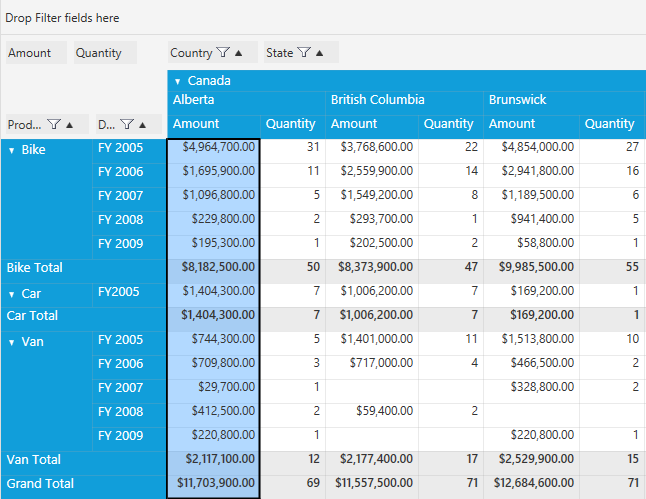 Drop Filter fields here
Amount Quantity Country State
Canada
Alberta British Columbia Brunswick
Prod... D... Amount Quantity Amount Quantity Amount Quantity
Bike FY 2005 $4,964,700.00 31 $3,768,600.00 22 $4,854,000.00 27
FY 2006 $1,695,900.00 11 $2,559,900.00 14 $2,941,800.00 16
FY 2007 $1,096,800.00 5 $1,549,200.00 8 $1,189,500.00 6
FY 2008 $229,800.00 2 $293,700.00 1 $941,400.00 5
FY 2009 $195,300.00 1 $202,500.00 2 $58,800.00 1
Bike Total $8,182,500.00 50 $8,373,900.00 47 $9,985,500.00 55
Car FY2005 $1,404,300.00 7 $1,006,200.00 7 $169,200.00 1
Car Total $1,404,300.00 7 $1,006,200.00 7 $169,200.00 1
Van FY 2005 $744,300.00 5 $1,401,000.00 11 $1,513,800.00 10
FY 2006 $709,800.00 3 $717,000.00 4 $466,500.00 2
FY 2007 $29,700.00 1 $328,800.00 2
FY 2008 $412,500.00 2 $59,400.00 2
FY 2009 $220,800.00 1 $220,800.00 1
Van Total $2,117,100.00 12 $2,177,400.00 17 $2,529,900.00 15
Grand Total $11,703,900.00 69 $11,557,500.00 71 $12,684,600.00 71